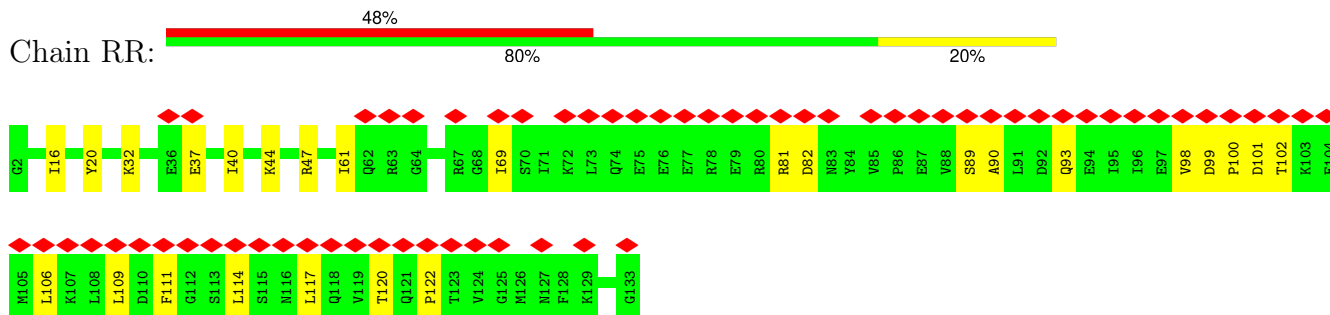 48%
Chain RR:
80% 20%
G2 I16 Y20 K32 E36 E37 I40 K44 R47 I61 Q62 R63 G64 R67 G68 I69 S70 I71 K72 L73 Q74 E75 E76 E77 R78 E79 R80 R81 D82 N83 Y84 V85 P86 E87 V88 S89 A90 L91 D92 Q93 E94 I95 I96 E97 V98 D99 P100 D101 T102 K103 E104
M105 L106 K107 L108 L109 D110 F111 G112 S113 L114 S115 N116 L117 Q118 V119 T120 Q121 P122 T123 V124 G125 M126 N127 F128 K129 G133